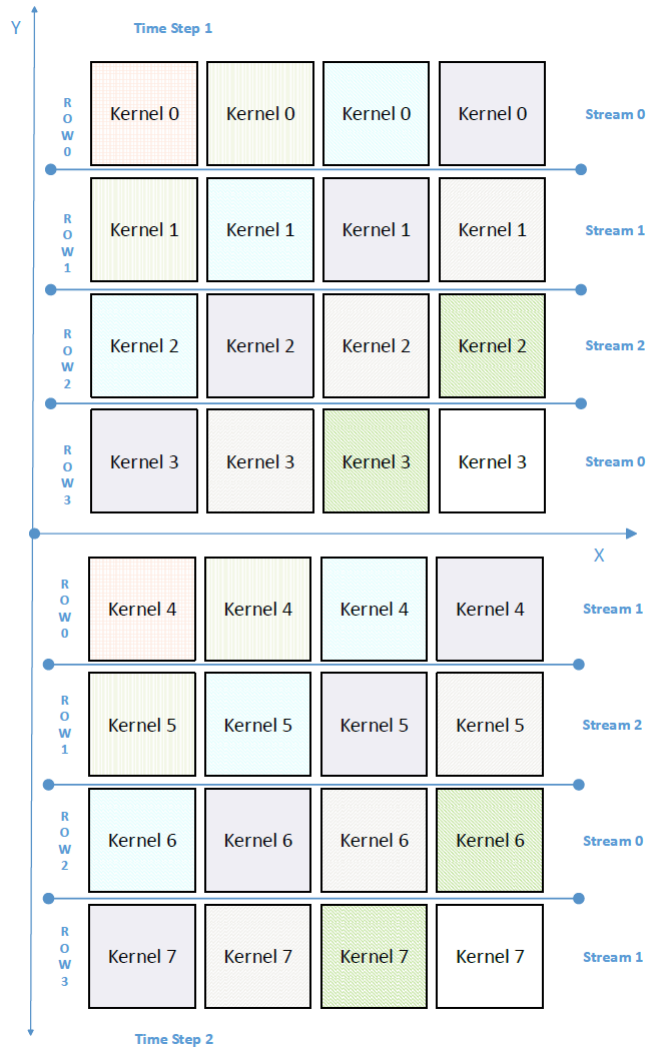 Y
Time Step 1
ROW0 Kernel 0 Kernel 0 Kernel 0 Kernel 0 Stream 0
ROW1 Kernel 1 Kernel 1 Kernel 1 Kernel 1 Stream 1
ROW2 Kernel 2 Kernel 2 Kernel 2 Kernel 2 Stream 2
ROW3 Kernel 3 Kernel 3 Kernel 3 Kernel 3 Stream 0
X
ROW0 Kernel 4 Kernel 4 Kernel 4 Kernel 4 Stream 1
ROW1 Kernel 5 Kernel 5 Kernel 5 Kernel 5 Stream 2
ROW2 Kernel 6 Kernel 6 Kernel 6 Kernel 6 Stream 0
ROW3 Kernel 7 Kernel 7 Kernel 7 Kernel 7 Stream 1
Time Step 2